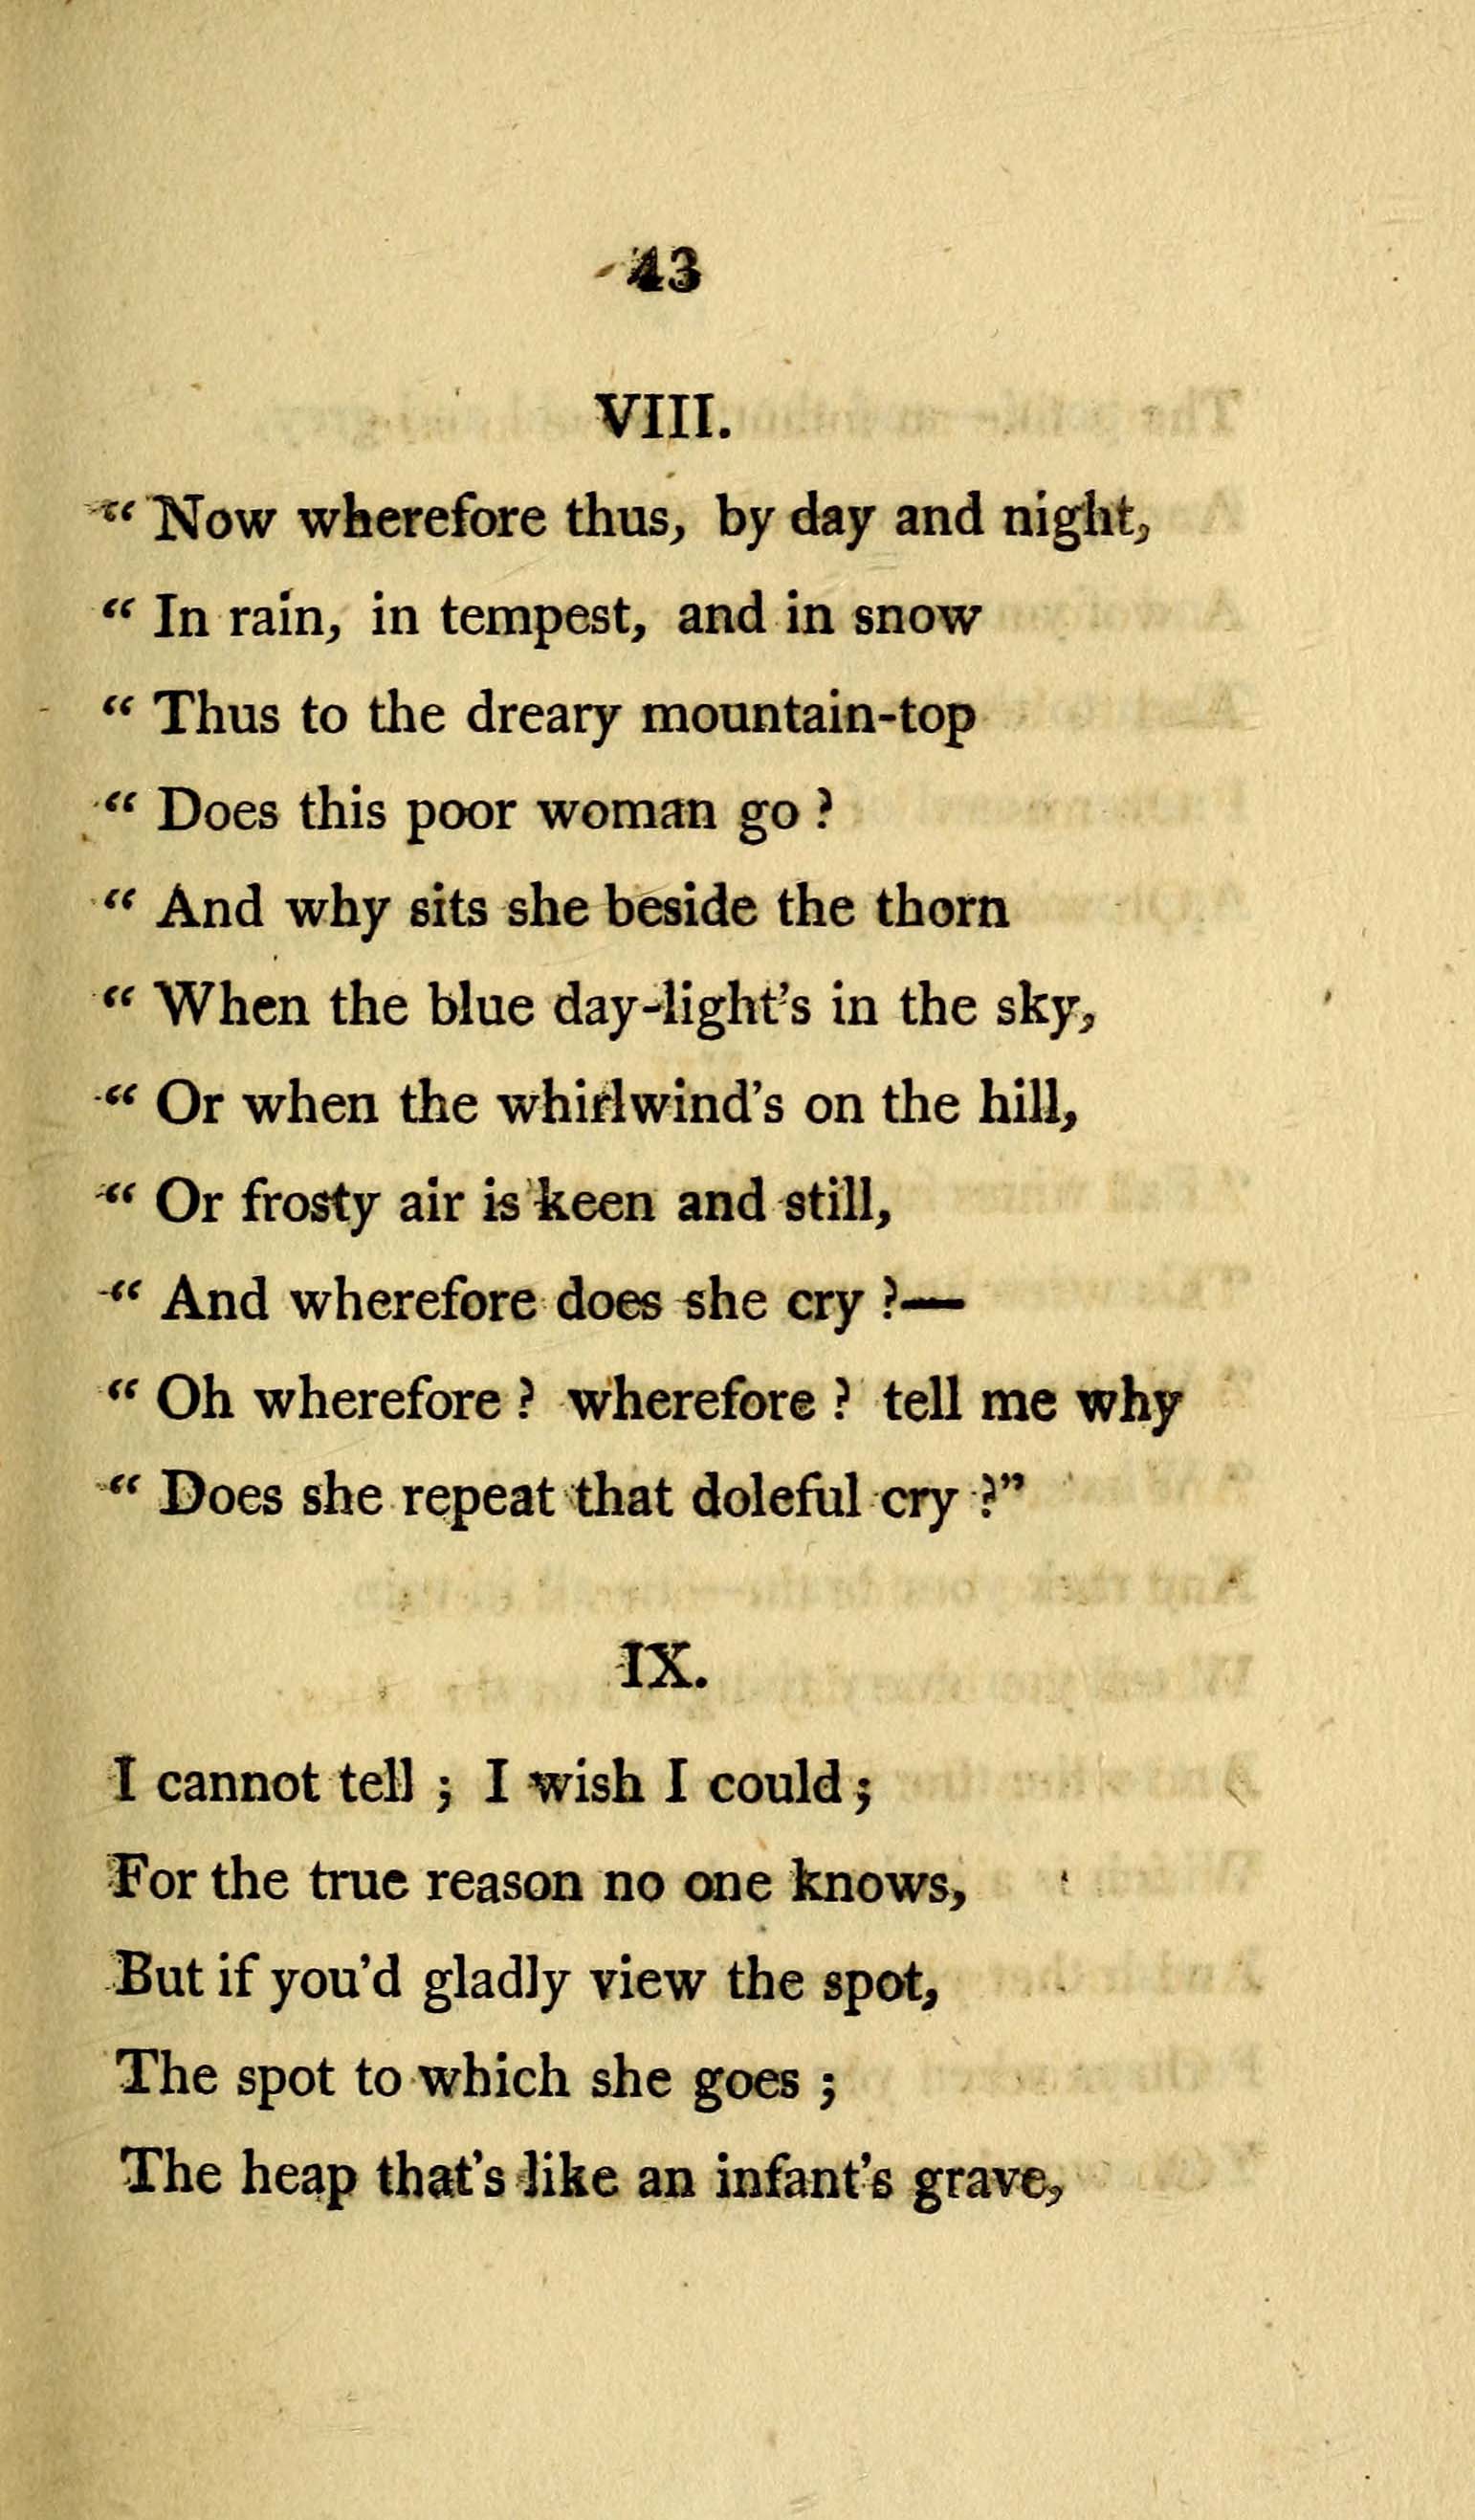 43
VIII.
“ Now wherefore thus, by day and night,
“ In rain, in tempest, and in snow
“ Thus to the dreary mountain-top
“ Does this poor woman go ?
“ And why sits she beside the thorn
“ When the blue day-light's in the sky,
“ Or when the whirlwind's on the hill,
“ Or frosty air is keen and still,
“ And wherefore does she cry ?—
“ Oh wherefore ? wherefore ? tell me why
“ Does she repeat that doleful cry ?”
IX.
I cannot tell ; I wish I could ;
For the true reason no one knows,
But if you'd gladly view the spot,
The spot to which she goes ;
The heap that's like an infant's grave,